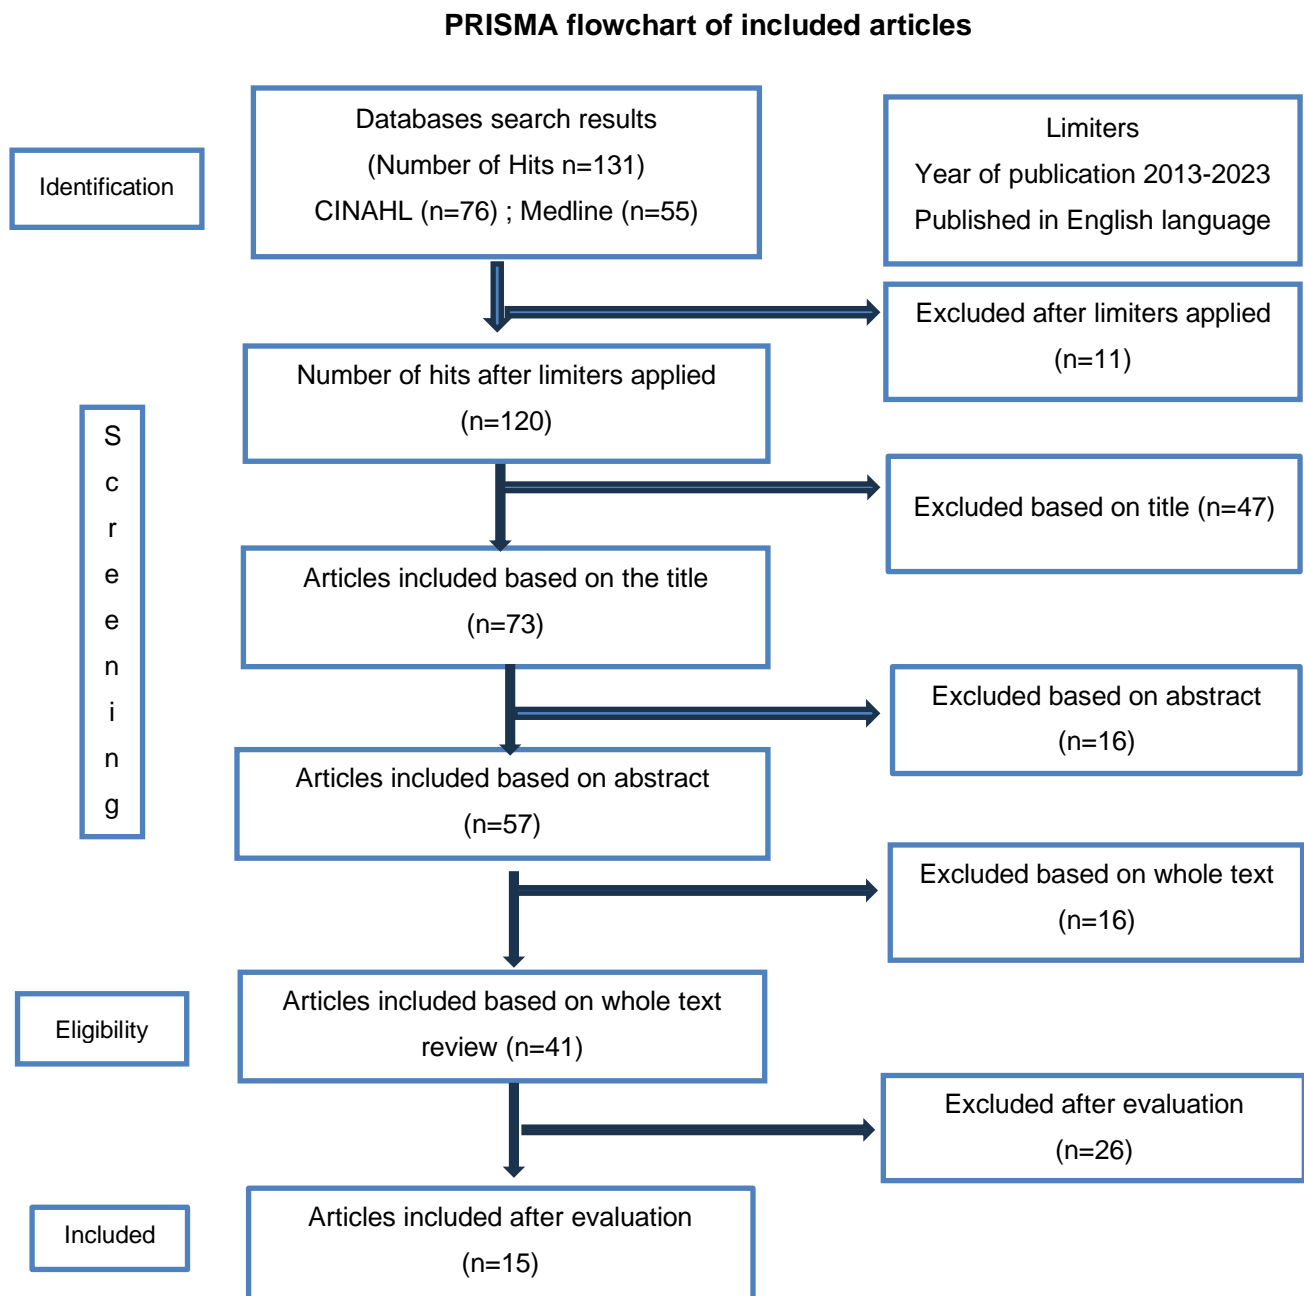 PRISMA flowchart of included articles
Identification
Databases search results
(Number of Hits n=131)
CINAHL (n=76) ; Medline (n=55)
Limiters
Year of publication 2013-2023
Published in English language
Excluded after limiters applied
(n=11)
Number of hits after limiters applied
(n=120)
S
c
r
e
e
n
i
n
g
Excluded based on title (n=47)
Articles included based on the title
(n=73)
Excluded based on abstract
(n=16)
Articles included based on abstract
(n=57)
Excluded based on whole text
(n=16)
Eligibility
Articles included based on whole text
review (n=41)
Excluded after evaluation
(n=26)
Included
Articles included after evaluation
(n=15)